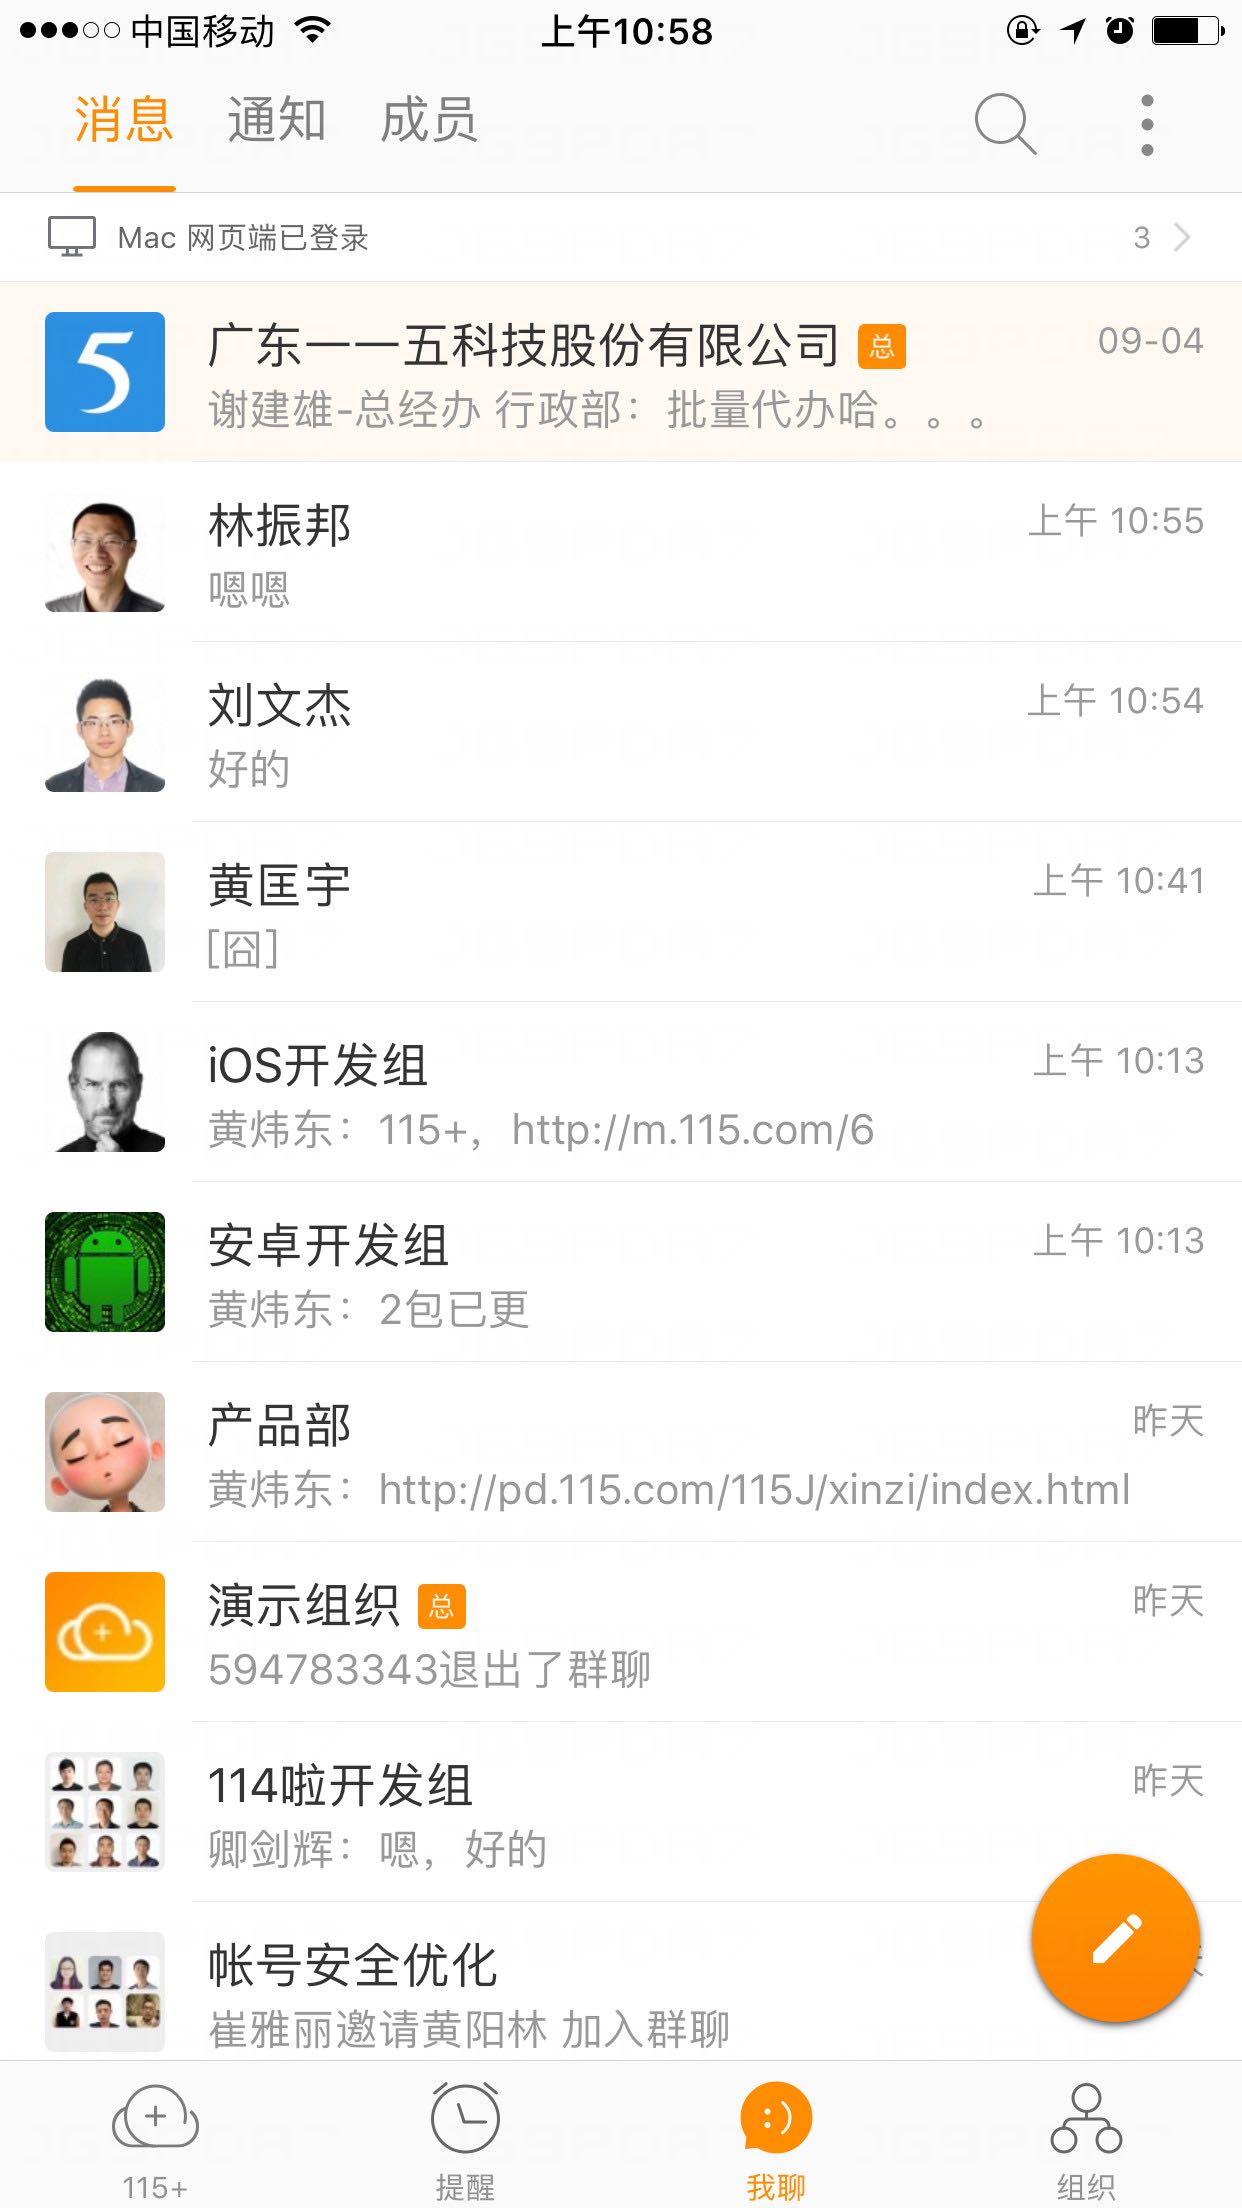 中国移动 上午10:58
消息 通知 成员
Mac 网页端已登录 3
广东一一五科技股份有限公司 总 09-04
谢建雄-总经办 行政部：批量代办哈。。。
林振邦 上午 10:55
嗯嗯
刘文杰 上午 10:54
好的
黄匡宇 上午 10:41
[囧]
iOS开发组 上午 10:13
黄炜东：115+，http://m.115.com/6
安卓开发组 上午 10:13
黄炜东：2包已更
产品部 昨天
黄炜东：http://pd.115.com/115J/xinzi/index.html
演示组织 总 昨天
594783343退出了群聊
114啦开发组 昨天
卿剑辉：嗯，好的
帐号安全优化
崔雅丽邀请黄阳林 加入群聊
115+ 提醒 我聊 组织